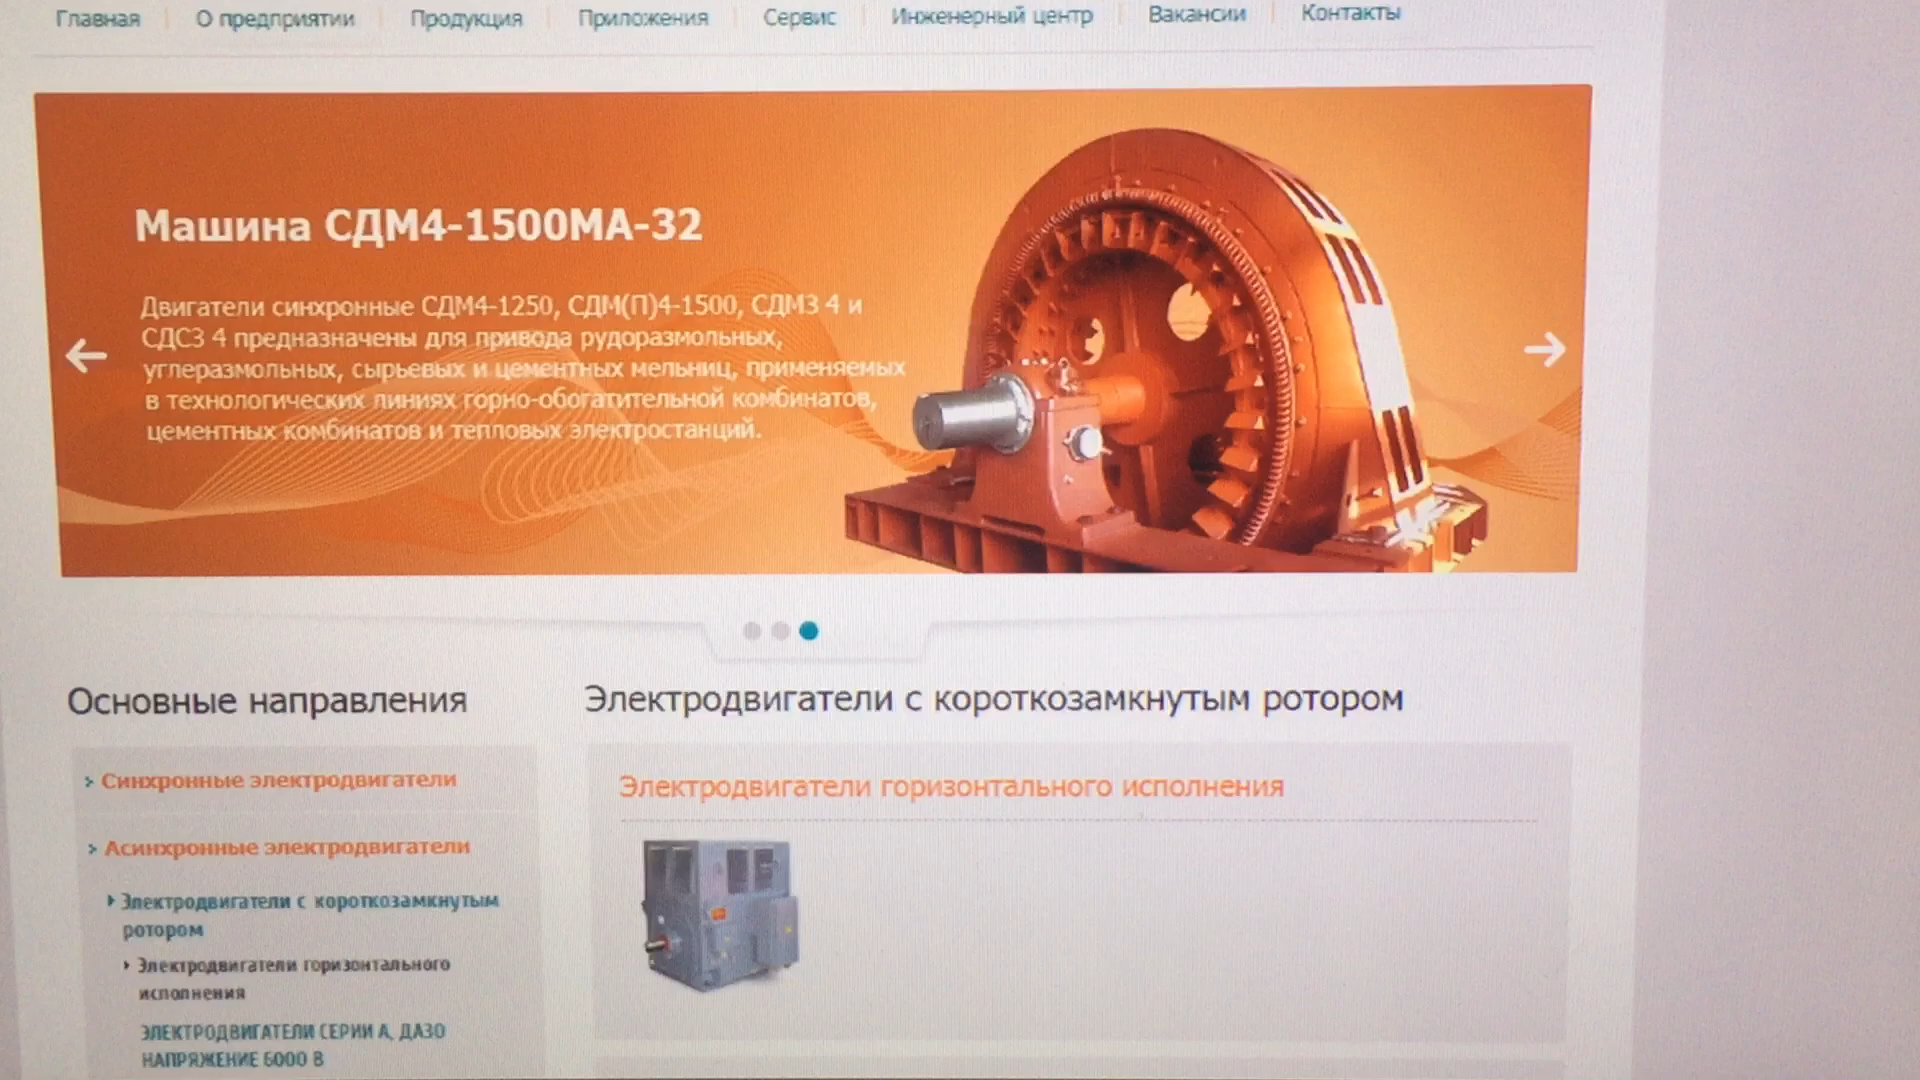 Главная
О предприятии
Продукция
Приложения
Сервис
Инженерный центр
Вакансии
Контакты
Машина СДМ4-1500МА-32
Двигатели синхронные СДМ4-1250, СДМ(П)4-1500, СДМЗ 4 и
СДСЗ 4 предназначены для привода рудоразмольных,
углеразмольных, сырьевых и цементных мельниц, применяемых
в технологических линиях горно-обогатительной комбинатов,
цементных комбинатов и тепловых электростанций.
Основные направления
Синхронные электродвигатели
Асинхронные электродвигатели
Электродвигатели с короткозамкнутым
ротором
Электродвигатели горизонтального
исполнения
ЭЛЕКТРОДВИГАТЕЛИ СЕРИИ А, ДАЗО
НАПРЯЖЕНИЕ 6000 В
Электродвигатели с короткозамкнутым ротором
Электродвигатели горизонтального исполнения